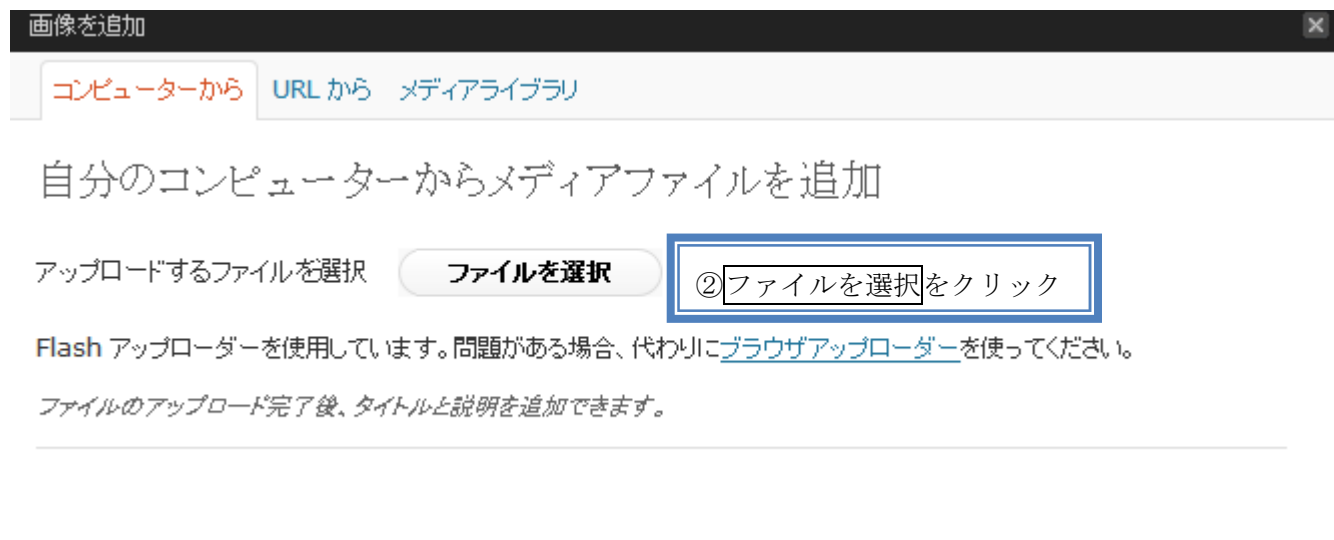 画像を追加
コンピューターから URL から メディアライブラリ
自分のコンピューターからメディアファイルを追加
アップロードするファイルを選択 ファイルを選択 ②ファイルを選択をクリック
Flash アップローダーを使用しています。問題がある場合、代わりにブラウザアップローダーを使ってください。
ファイルのアップロード完了後、タイトルと説明を追加できます。